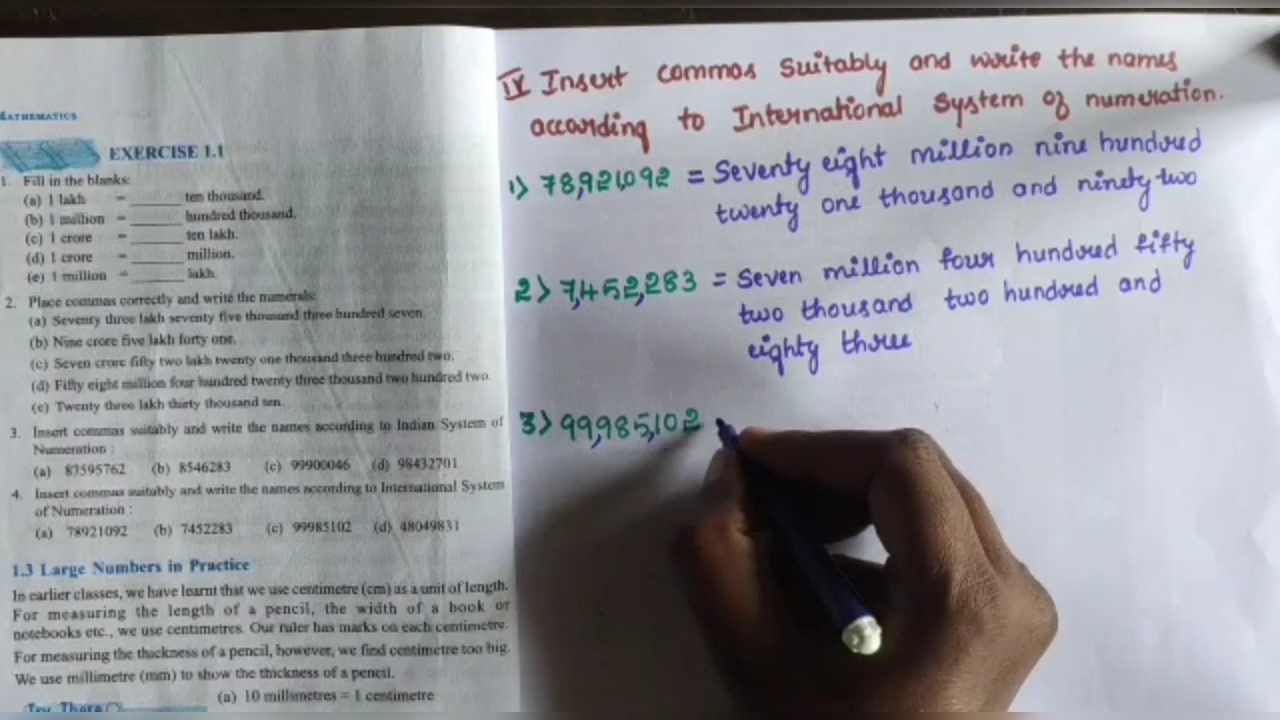 MATHEMATICS
EXERCISE 1.1
1. Fill in the blanks:
(a) 1 lakh = ______ ten thousand.
(b) 1 million = ______ hundred thousand.
(c) 1 crore = ______ ten lakh.
(d) 1 crore = ______ million.
(e) 1 million = ______ lakh.
2. Place commas correctly and write the numerals:
(a) Seventy three lakh seventy five thousand three hundred seven.
(b) Nine crore five lakh forty one.
(c) Seven crore fifty two lakh twenty one thousand three hundred two.
(d) Fifty eight million four hundred twenty three thousand two hundred two.
(e) Twenty three lakh thirty thousand ten.
3. Insert commas suitably and write the names according to Indian System of
Numeration :
(a) 87595762 (b) 8546283 (c) 99900046 (d) 98432701
4. Insert commas suitably and write the names according to International System
of Numeration :
(a) 78921092 (b) 7452283 (c) 99985102 (d) 48049831
1.3 Large Numbers in Practice
In earlier classes, we have learnt that we use centimetre (cm) as a unit of length.
For measuring the length of a pencil, the width of a book or
notebooks etc., we use centimetres. Our ruler has marks on each centimetre.
For measuring the thickness of a pencil, however, we find centimetre too big.
We use millimetre (mm) to show the thickness of a pencil.
(a) 10 millimetres = 1 centimetre
Try These
IV Insert commas suitably and write the names
according to International System of numeration.
1) 78,921,092 = Seventy eight million nine hundred
twenty one thousand and ninety two
2) 7,452,283 = Seven million four hundred fifty
two thousand two hundred and
eighty three
3) 99,985,102